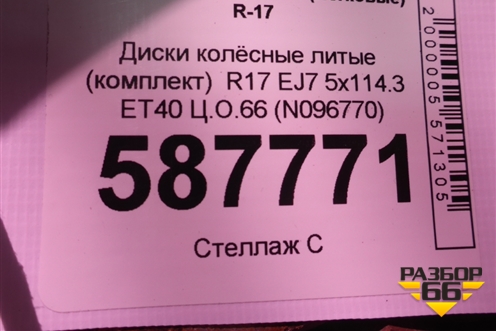 R-17
Диски колёсные литые
(комплект) R17 EJ7 5x114.3
ET40 Ц.О.66 (N096770)
587771
Стеллаж С
2000005571305
РАЗБОР
66